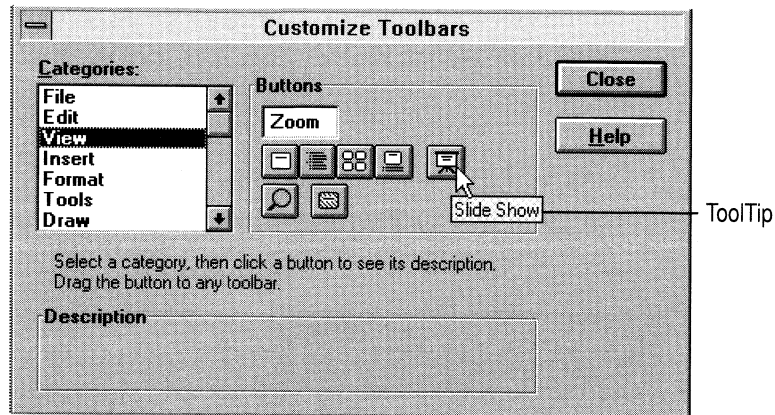 Customize Toolbars
Categories:
File
Edit
View
Insert
Format
Tools
Draw
Buttons
Zoom
Slide Show
Close
Help
ToolTip
Select a category, then click a button to see its description.
Drag the button to any toolbar.
Description